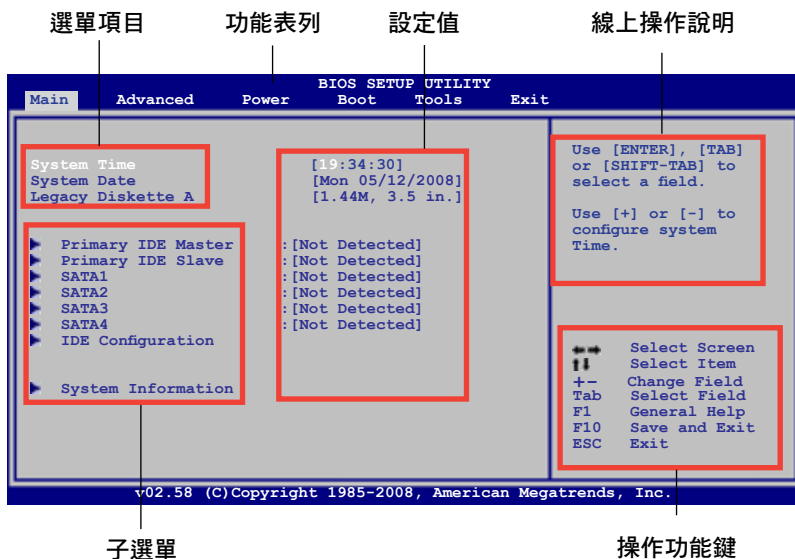 選單項目 功能表列 設定值 線上操作說明
BIOS SETUP UTILITY
Main Advanced Power Boot Tools Exit
System Time [19:34:30]
System Date [Mon 05/12/2008]
Legacy Diskette A [1.44M, 3.5 in.]
Primary IDE Master :[Not Detected]
Primary IDE Slave :[Not Detected]
SATA1 :[Not Detected]
SATA2 :[Not Detected]
SATA3 :[Not Detected]
SATA4 :[Not Detected]
IDE Configuration
System Information
Use [ENTER], [TAB]
or [SHIFT-TAB] to
select a field.
Use [+] or [-] to
configure system
Time.
←→ Select Screen
↑↓ Select Item
+- Change Field
Tab Select Field
F1 General Help
F10 Save and Exit
ESC Exit
v02.58 (C)Copyright 1985-2008, American Megatrends, Inc.
子選單 操作功能鍵